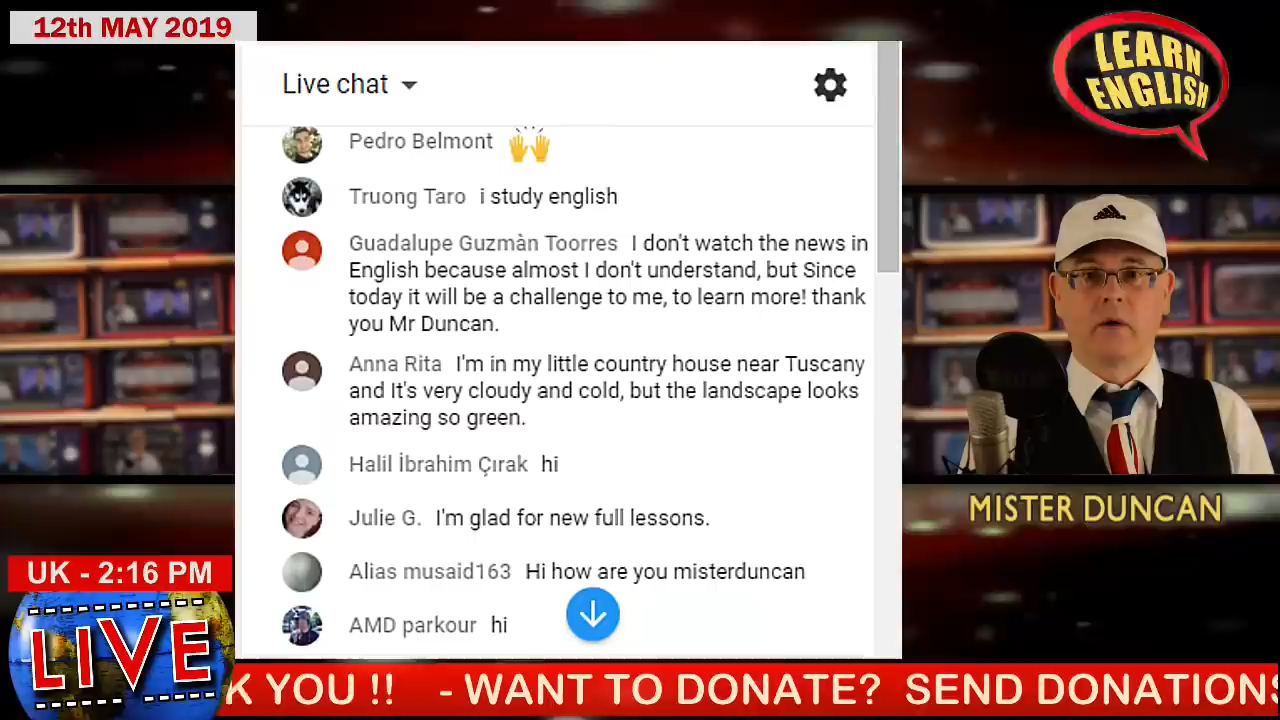 12th MAY 2019
LEARN
ENGLISH
Live chat
Pedro Belmont
Truong Taro i study english
Guadalupe Guzmàn Toorres I don't watch the news in
English because almost I don't understand, but Since
today it will be a challenge to me, to learn more! thank
you Mr Duncan.
Anna Rita I'm in my little country house near Tuscany
and It's very cloudy and cold, but the landscape looks
amazing so green.
Halil İbrahim Çırak hi
Julie G. I'm glad for new full lessons.
Alias musaid163 Hi how are you misterduncan
AMD parkour hi
MISTER DUNCAN
UK - 2:16 PM
LIVE
K YOU !! - WANT TO DONATE? SEND DONATIONS